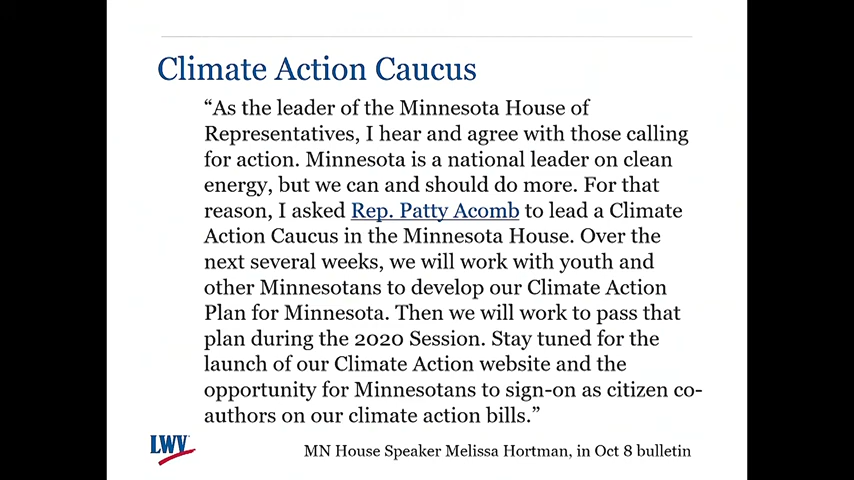 Climate Action Caucus
“As the leader of the Minnesota House of
Representatives, I hear and agree with those calling
for action. Minnesota is a national leader on clean
energy, but we can and should do more. For that
reason, I asked Rep. Patty Acomb to lead a Climate
Action Caucus in the Minnesota House. Over the
next several weeks, we will work with youth and
other Minnesotans to develop our Climate Action
Plan for Minnesota. Then we will work to pass that
plan during the 2020 Session. Stay tuned for the
launch of our Climate Action website and the
opportunity for Minnesotans to sign-on as citizen co-
authors on our climate action bills.”
LWV
MN House Speaker Melissa Hortman, in Oct 8 bulletin